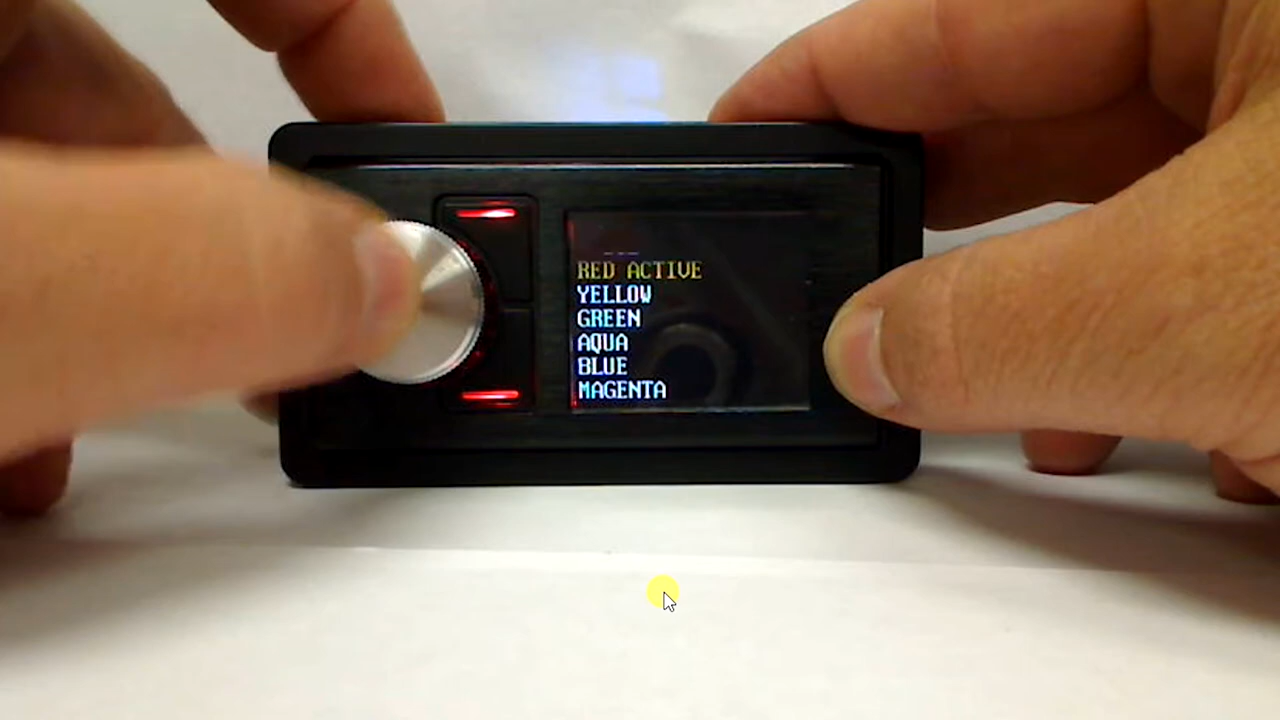 RED ACTIVE
YELLOW
GREEN
AQUA
BLUE
MAGENTA